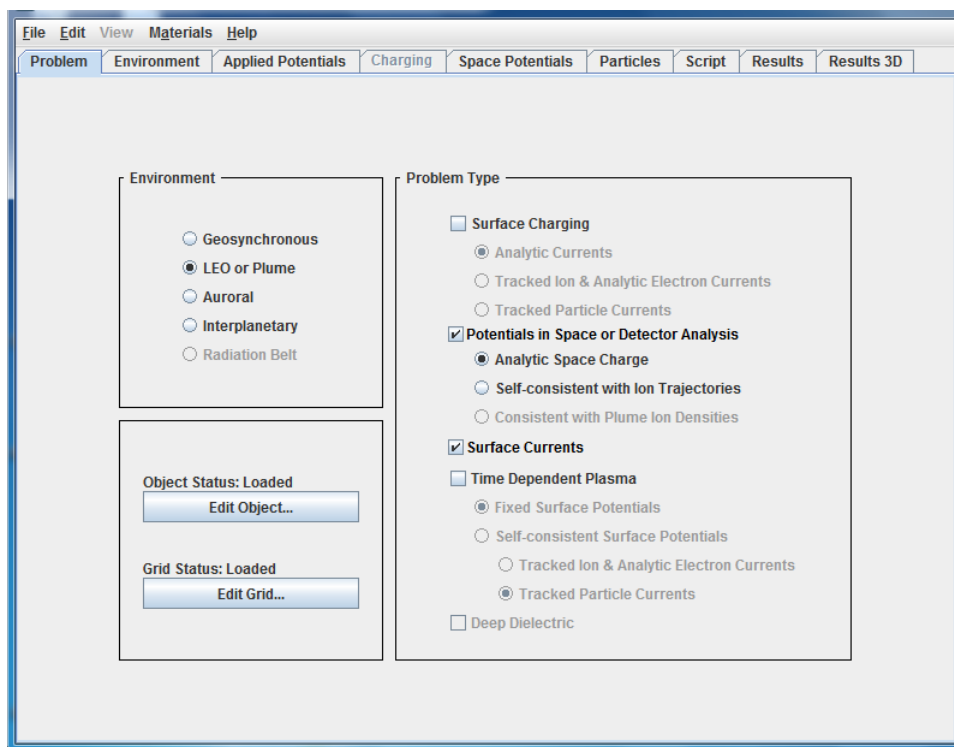 File Edit View Materials Help
Problem Environment Applied Potentials Charging Space Potentials Particles Script Results Results 3D
Environment
Geosynchronous
LEO or Plume
Auroral
Interplanetary
Radiation Belt
Object Status: Loaded
Edit Object...
Grid Status: Loaded
Edit Grid...
Problem Type
Surface Charging
Analytic Currents
Tracked Ion & Analytic Electron Currents
Tracked Particle Currents
Potentials in Space or Detector Analysis
Analytic Space Charge
Self-consistent with Ion Trajectories
Consistent with Plume Ion Densities
Surface Currents
Time Dependent Plasma
Fixed Surface Potentials
Self-consistent Surface Potentials
Tracked Ion & Analytic Electron Currents
Tracked Particle Currents
Deep Dielectric